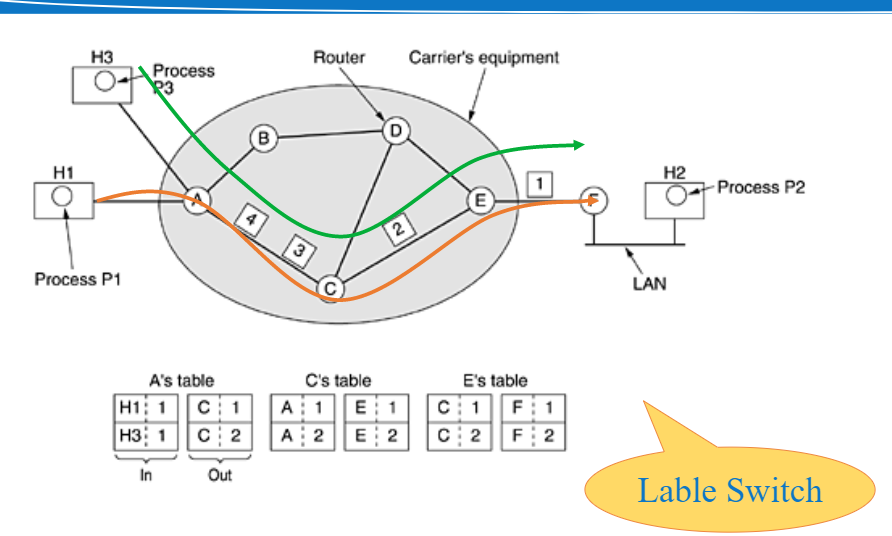 H3
Process
P3
Router
Carrier's equipment
B
D
H1
A
4
3
2
E
1
F
H2
Process P2
Process P1
C
LAN
A's table
C's table
E's table
H1 1 C 1 A 1 E 1 C 1 F 1
H3 1 C 2 A 2 E 2 C 2 F 2
In
Out
Lable Switch